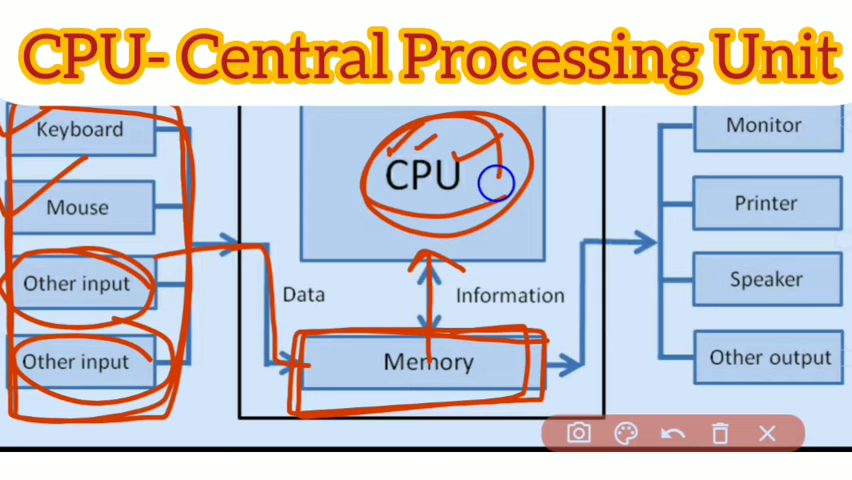 CPU- Central Processing Unit
Keyboard
Mouse
Other input
Other input
CPU
Data
Information
Memory
Monitor
Printer
Speaker
Other output